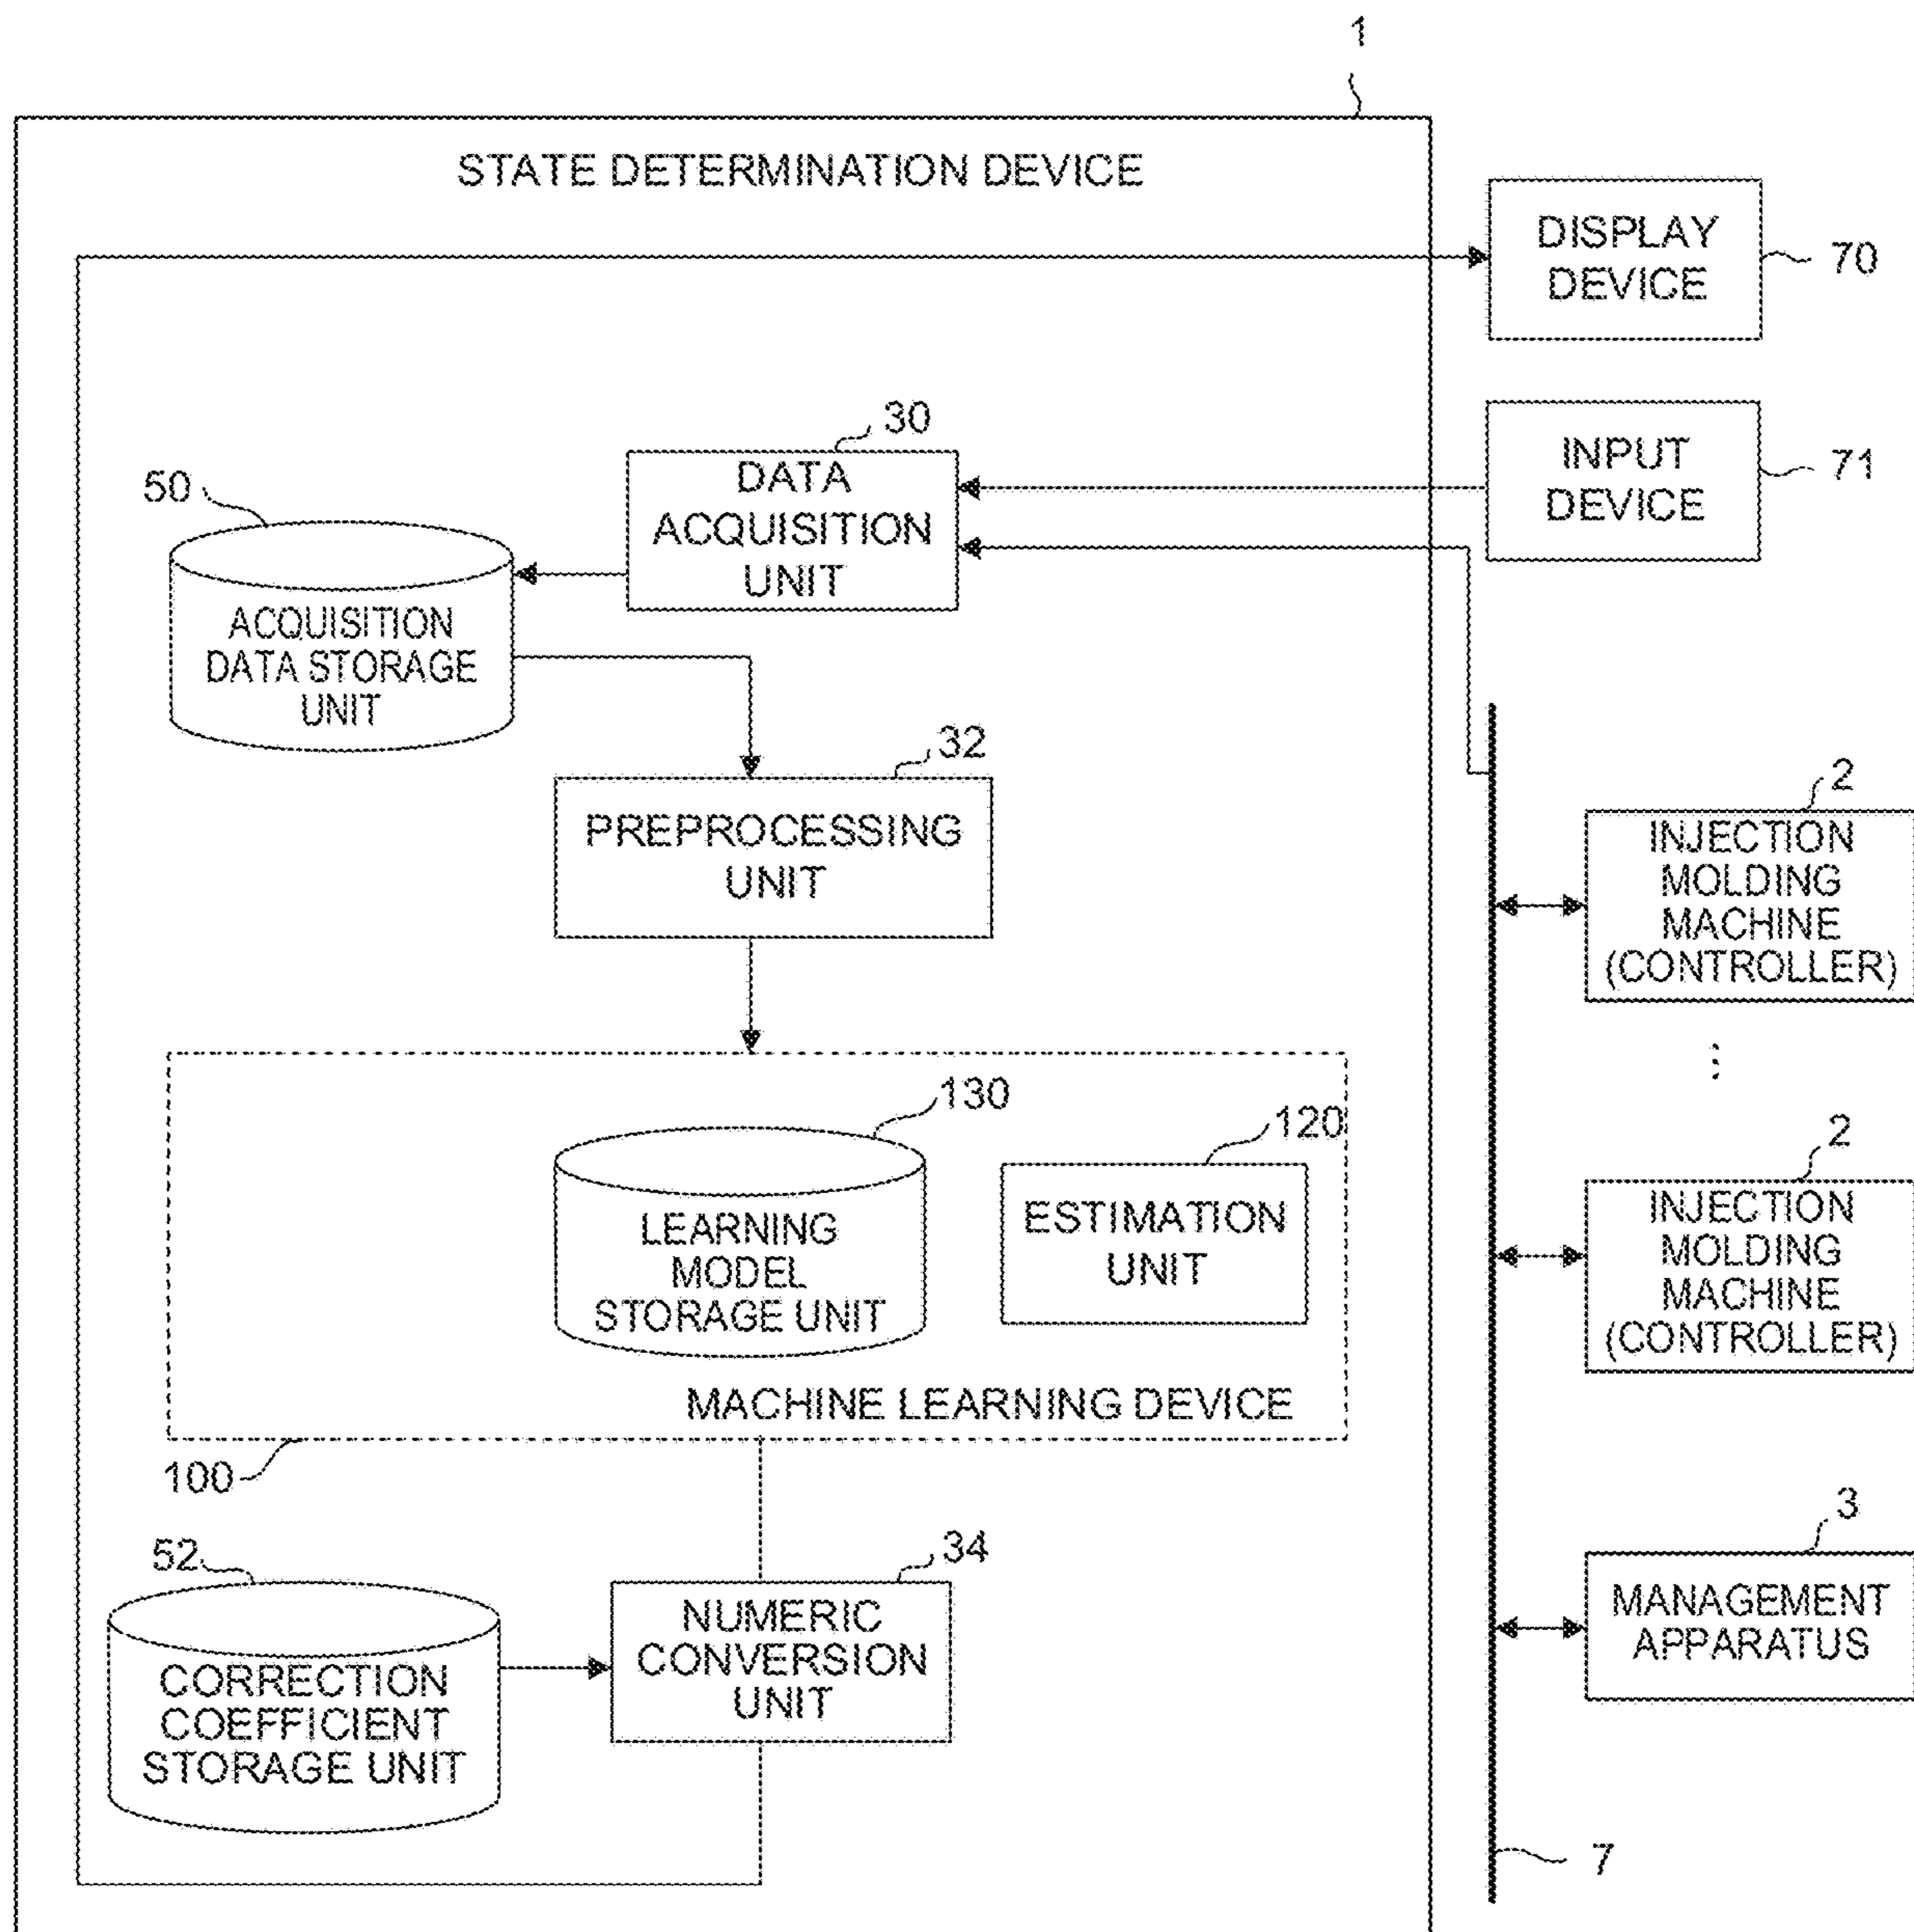 1
STATE DETERMINATION DEVICE
DISPLAY
DEVICE
70
30
DATA
ACQUISITION
UNIT
INPUT
DEVICE
71
50
ACQUISITION
DATA STORAGE
UNIT
32
PREPROCESSING
UNIT
2
INJECTION
MOLDING
MACHINE
(CONTROLLER)
130
LEARNING
MODEL
STORAGE UNIT
120
ESTIMATION
UNIT
MACHINE LEARNING DEVICE
100
2
INJECTION
MOLDING
MACHINE
(CONTROLLER)
52
CORRECTION
COEFFICIENT
STORAGE UNIT
34
NUMERIC
CONVERSION
UNIT
3
MANAGEMENT
APPARATUS
7